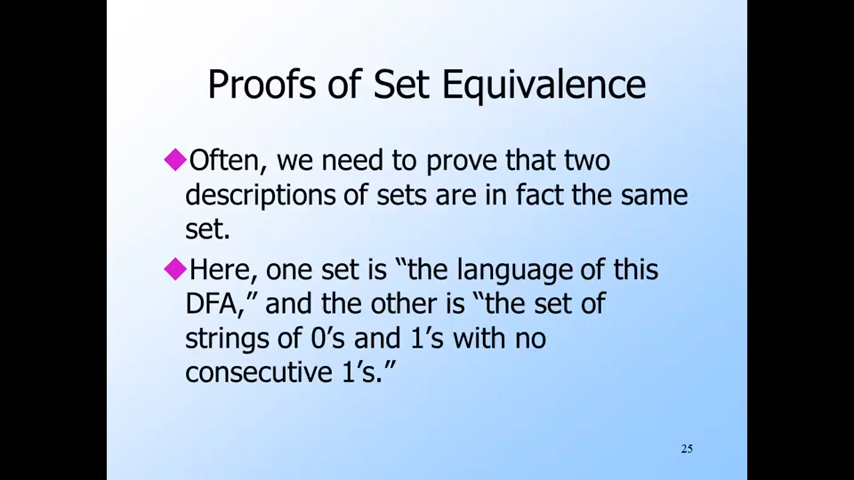 Proofs of Set Equivalence
Often, we need to prove that two
descriptions of sets are in fact the same
set.
Here, one set is “the language of this
DFA,” and the other is “the set of
strings of 0’s and 1’s with no
consecutive 1’s.”
25